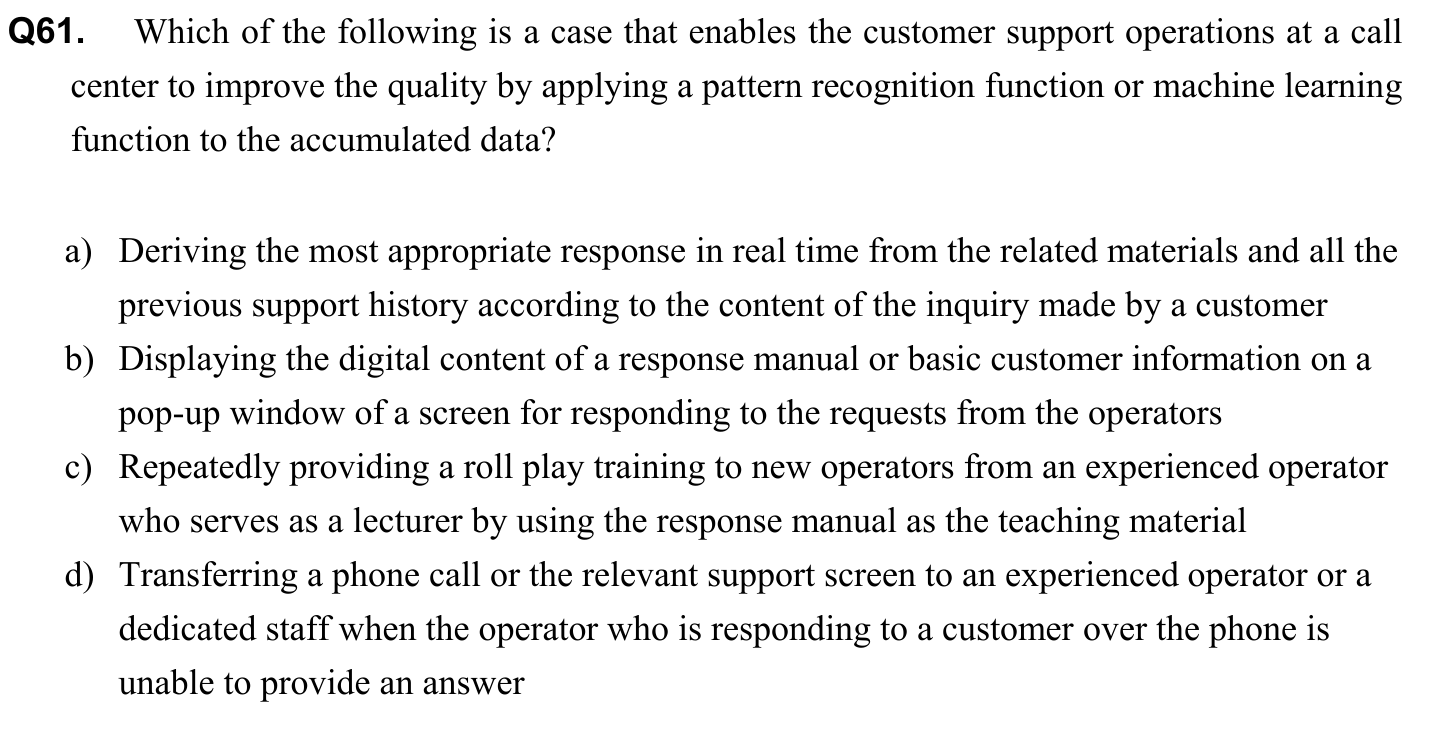 Q61. Which of the following is a case that enables the customer support operations at a call
center to improve the quality by applying a pattern recognition function or machine learning
function to the accumulated data?
a) Deriving the most appropriate response in real time from the related materials and all the
previous support history according to the content of the inquiry made by a customer
b) Displaying the digital content of a response manual or basic customer information on a
pop-up window of a screen for responding to the requests from the operators
c) Repeatedly providing a roll play training to new operators from an experienced operator
who serves as a lecturer by using the response manual as the teaching material
d) Transferring a phone call or the relevant support screen to an experienced operator or a
dedicated staff when the operator who is responding to a customer over the phone is
unable to provide an answer